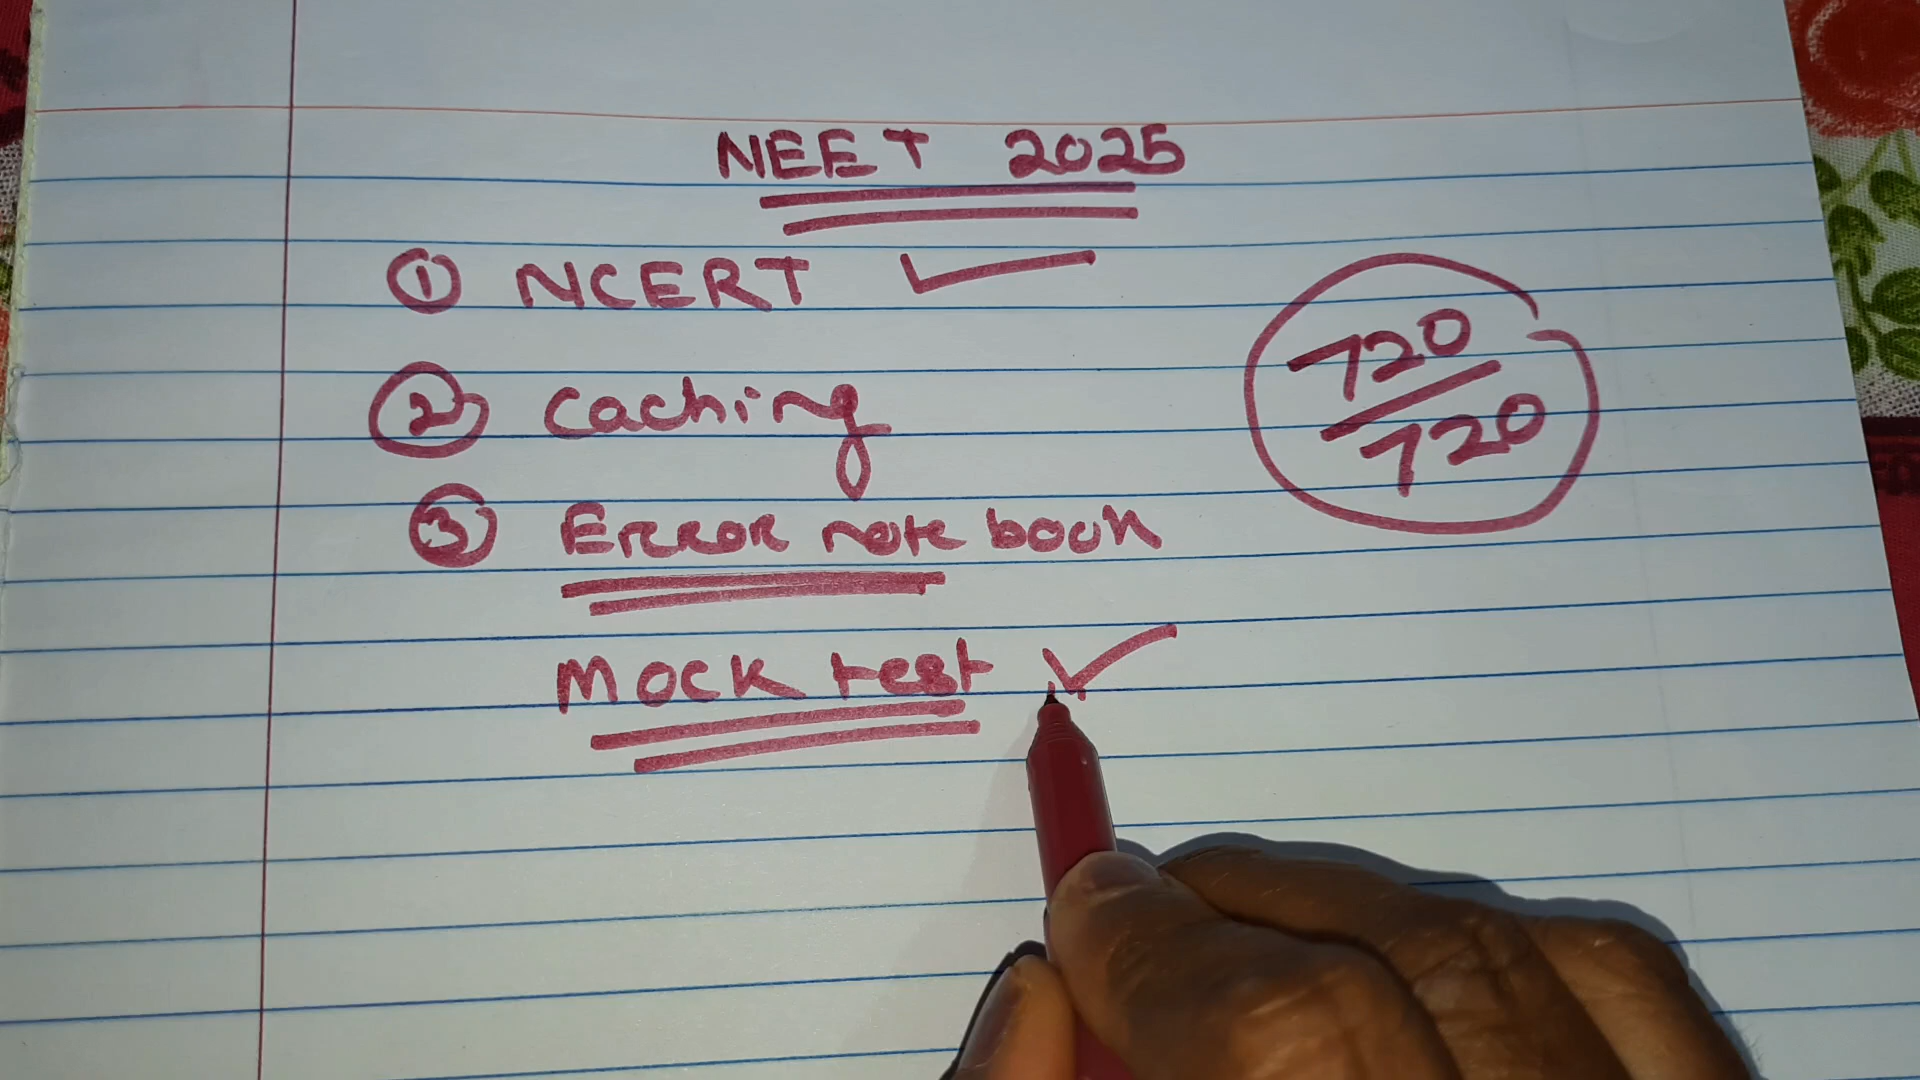 NEET 2025
① NCERT ✓
② Caching
③ ERROR note book
Mock test ✓
720
720